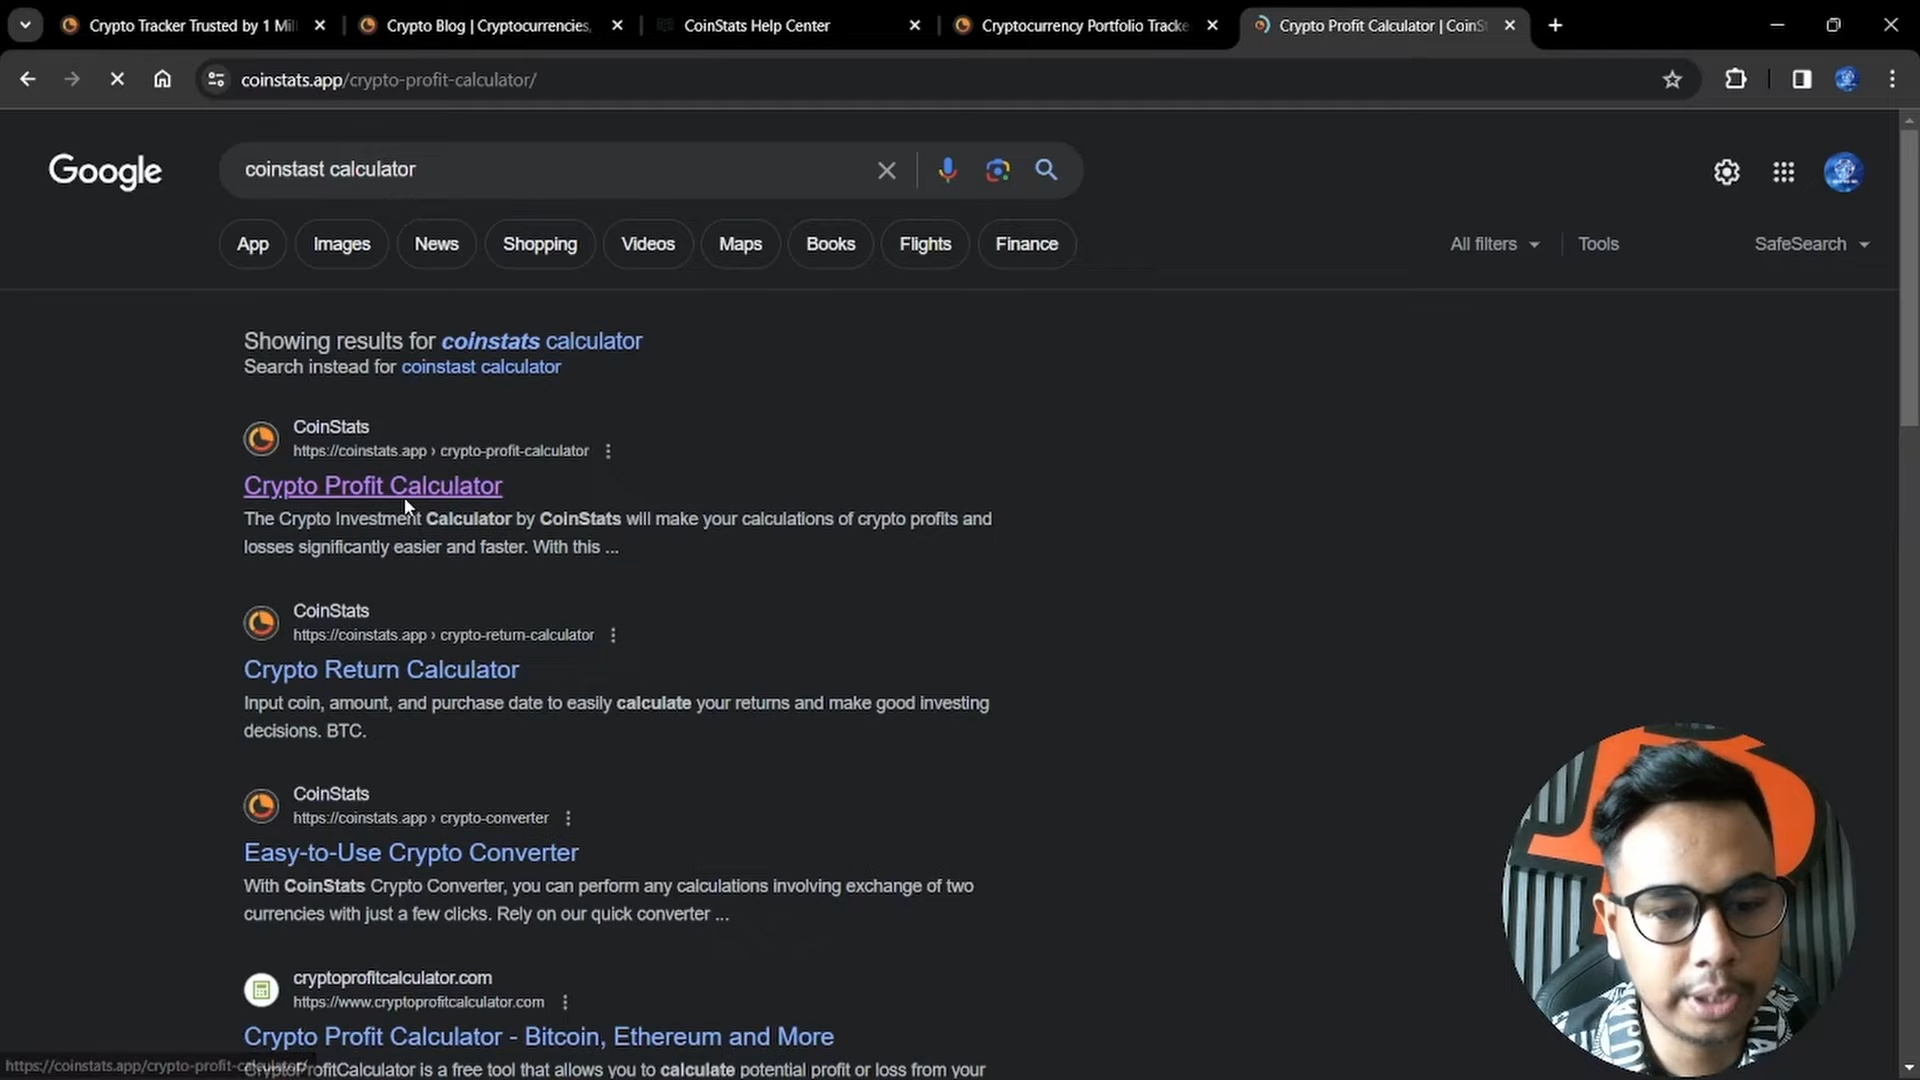 Crypto Tracker Trusted by 1 Mil
Crypto Blog | Cryptocurrencies,
CoinStats Help Center
Cryptocurrency Portfolio Tracke
Crypto Profit Calculator | CoinS
coinstats.app/crypto-profit-calculator/
Google
coinstast calculator
App
Images
News
Shopping
Videos
Maps
Books
Flights
Finance
All filters
Tools
SafeSearch
Showing results for coinstats calculator
Search instead for coinstast calculator
CoinStats
https://coinstats.app › crypto-profit-calculator
Crypto Profit Calculator
The Crypto Investment Calculator by CoinStats will make your calculations of crypto profits and
losses significantly easier and faster. With this ...
CoinStats
https://coinstats.app › crypto-return-calculator
Crypto Return Calculator
Input coin, amount, and purchase date to easily calculate your returns and make good investing
decisions. BTC.
CoinStats
https://coinstats.app › crypto-converter
Easy-to-Use Crypto Converter
With CoinStats Crypto Converter, you can perform any calculations involving exchange of two
currencies with just a few clicks. Rely on our quick converter ...
cryptoprofitcalculator.com
https://www.cryptoprofitcalculator.com
Crypto Profit Calculator - Bitcoin, Ethereum and More
https://coinstats.app/crypto-profit-calculator/
is a free tool that allows you to calculate potential profit or loss from your